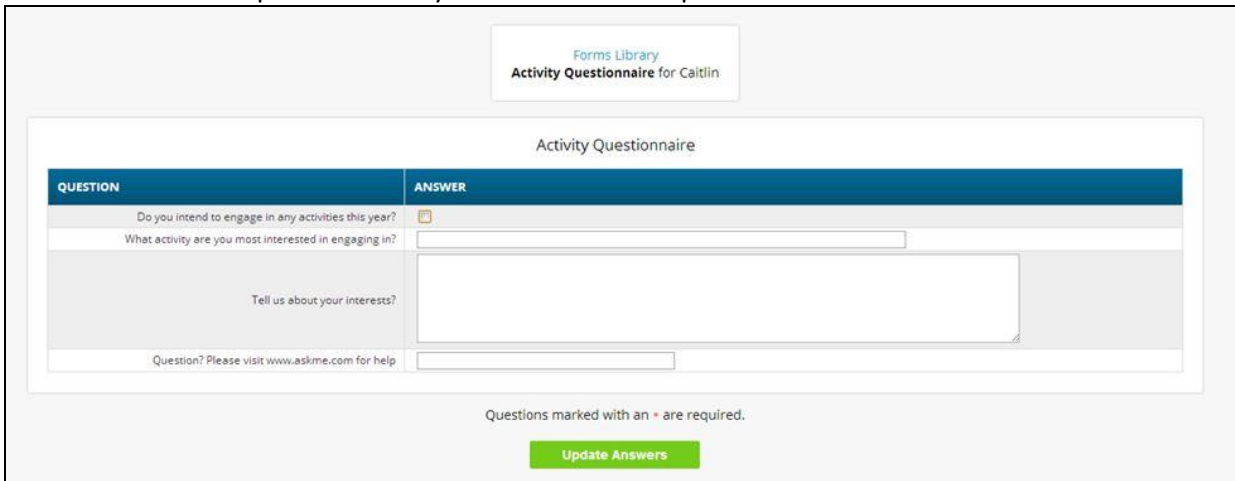 Forms Library
Activity Questionnaire for Caitlin
Activity Questionnaire
QUESTION ANSWER
Do you intend to engage in any activities this year?
What activity are you most interested in engaging in?
Tell us about your interests?
Question? Please visit www.askme.com for help
Questions marked with an * are required.
Update Answers